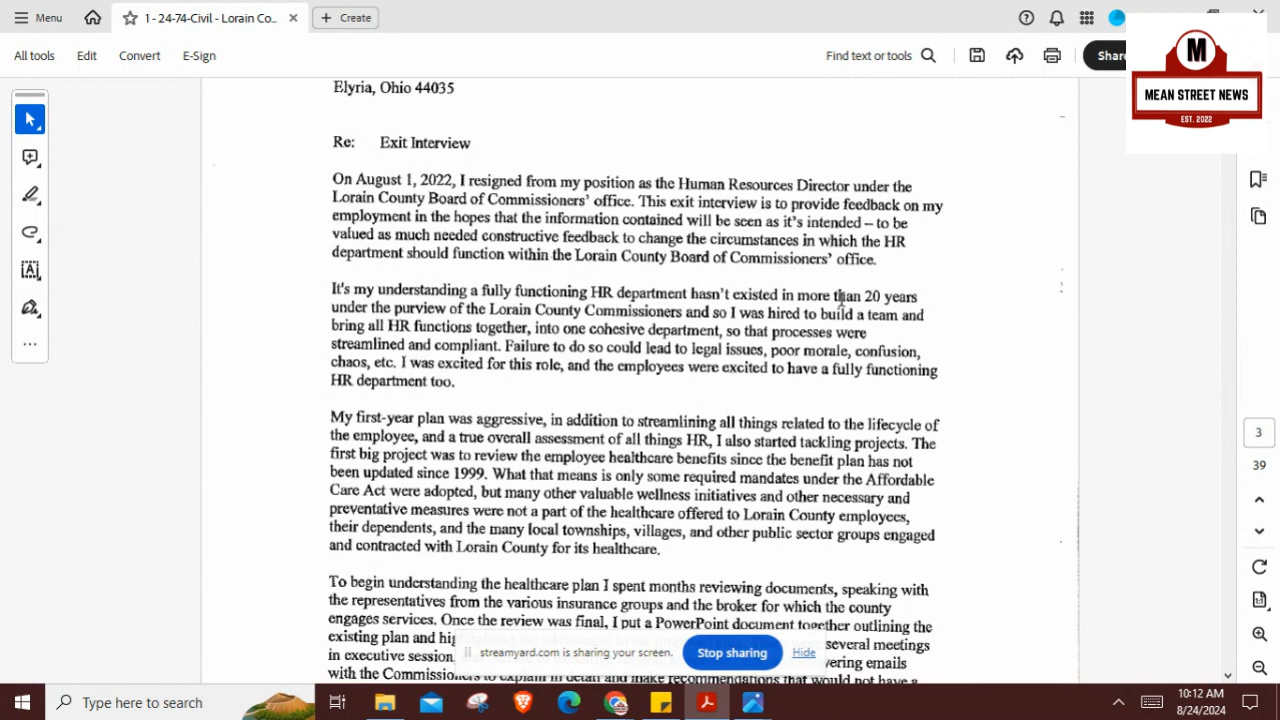 Menu
1 - 24-74-Civil - Lorain Co...
Create
All tools
Edit
Convert
E-Sign
Find text or tools
Shar
M
MEAN STREET NEWS
EST. 2022
Elyria, Ohio 44035
Re: Exit Interview
On August 1, 2022, I resigned from my position as the Human Resources Director under the
Lorain County Board of Commissioners' office. This exit interview is to provide feedback on my
employment in the hopes that the information contained will be seen as it's intended – to be
valued as much needed constructive feedback to change the circumstances in which the HR
department should function within the Lorain County Board of Commissioners' office.
It's my understanding a fully functioning HR department hasn't existed in more than 20 years
under the purview of the Lorain County Commissioners and so I was hired to build a team and
bring all HR functions together, into one cohesive department, so that processes were
streamlined and compliant. Failure to do so could lead to legal issues, poor morale, confusion,
chaos, etc. I was excited for this role, and the employees were excited to have a fully functioning
HR department too.
My first-year plan was aggressive, in addition to streamlining all things related to the lifecycle of
the employee, and a true overall assessment of all things HR, I also started tackling projects. The
first big project was to review the employee healthcare benefits since the benefit plan has not
been updated since 1999. What that means is only some required mandates under the Affordable
Care Act were adopted, but many other valuable wellness initiatives and other necessary and
preventative measures were not a part of the healthcare offered to Lorain County employees,
their dependents, and the many local townships, villages, and other public sector groups engaged
and contracted with Lorain County for its healthcare.
To begin understanding the healthcare plan I spent months reviewing documents, speaking with
the representatives from the various insurance groups and the broker for which the county
engages services. Once the review was final, I put a PowerPoint document together outlining the
existing plan and several meetings
in executive session emails
with the Commissioners to explain in detail and make recommendations that would not have a
streamyard.com is sharing your screen.
Stop sharing
Hide
3
39
Type here to search
10:12 AM
8/24/2024